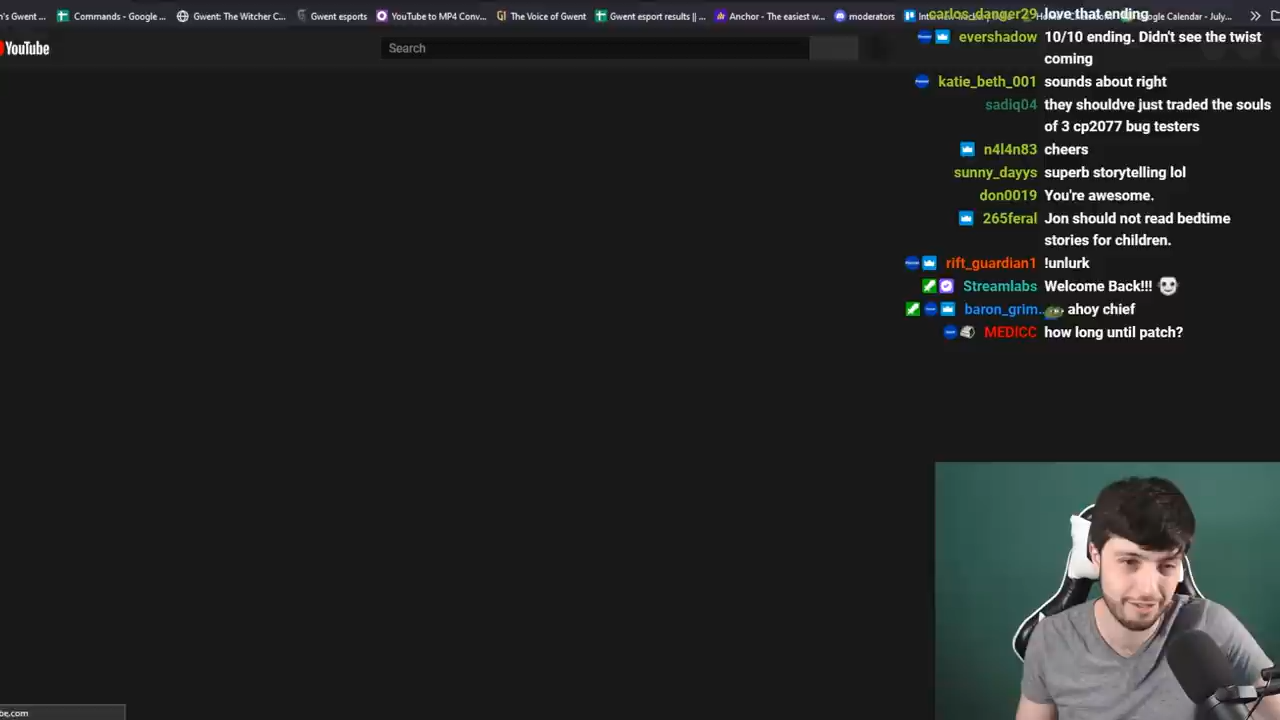 's Gwent ... Commands - Google ... Gwent: The Witcher C... Gwent esports YouTube to MP4 Conv... The Voice of Gwent Gwent esport results || ... Anchor - The easiest w... moderators Google Calendar - July...
carlos_danger29 love that ending
YouTube Search
evershadow 10/10 ending. Didn't see the twist
coming
katie_beth_001 sounds about right
sadiq04 they shouldve just traded the souls
of 3 cp2077 bug testers
n4l4n83 cheers
sunny_dayys superb storytelling lol
don0019 You're awesome.
265feral Jon should not read bedtime
stories for children.
rift_guardian1 !unlurk
Streamlabs Welcome Back!!!
baron_grim... ahoy chief
MEDICC how long until patch?
be.com